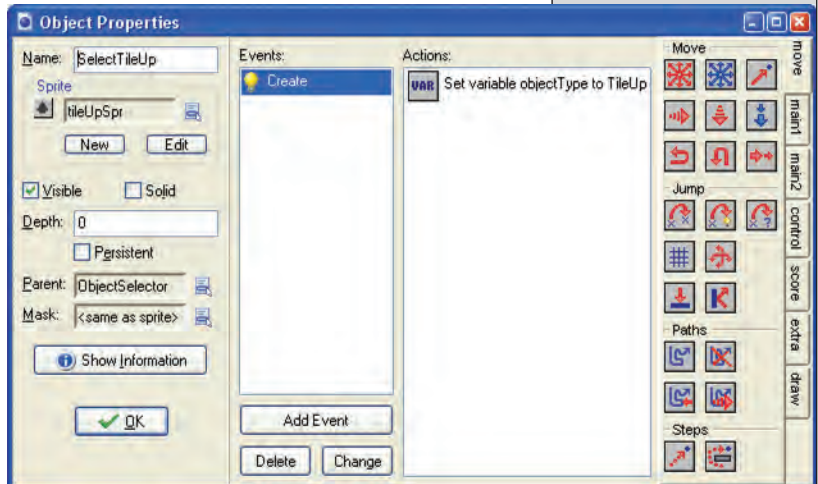 Object Properties
Name: SelectTileUp
Sprite
tileUpSpr
New Edit
Visible Solid
Depth: 0
Persistent
Parent: ObjectSelector
Mask: <same as sprite>
Show Information
OK
Events:
Create
Add Event
Delete Change
Actions:
VAR Set variable objectType to TileUp
Move
Jump
Paths
Steps
move
main1
main2
control
score
extra
draw